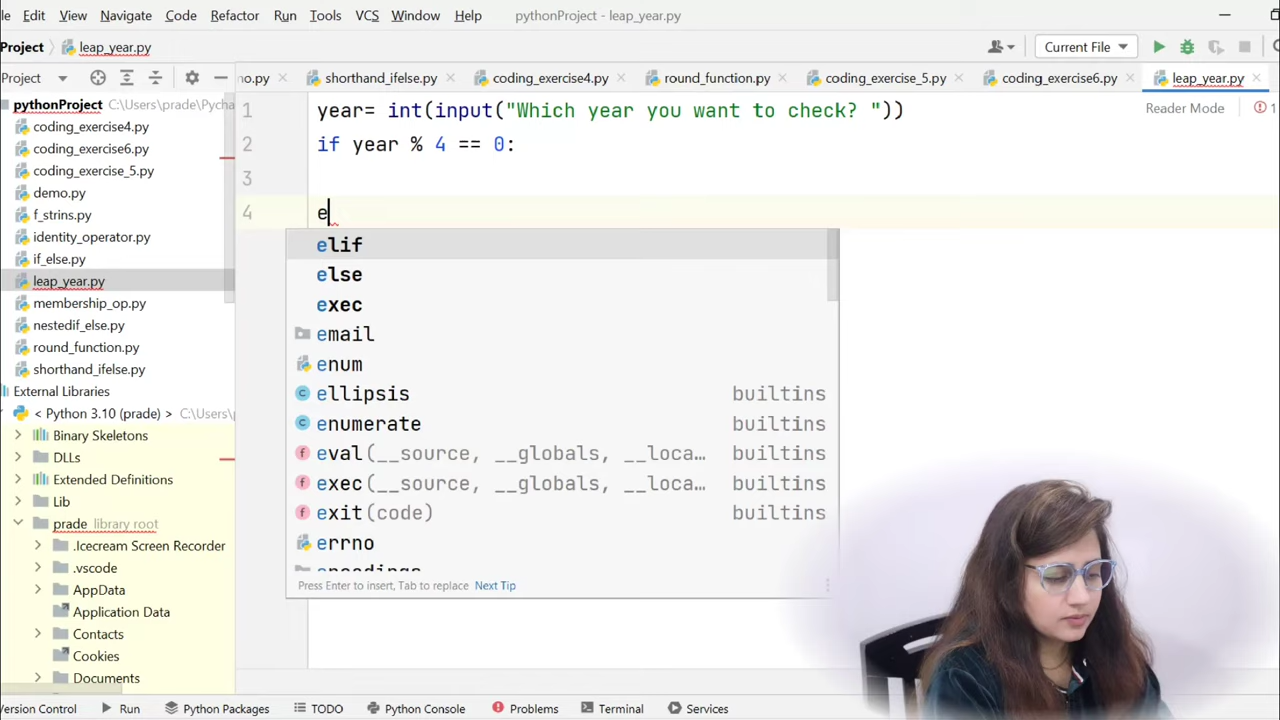 le Edit View Navigate Code Refactor Run Tools VCS Window Help pythonProject - leap_year.py
Project leap_year.py Current File
Project no.py shorthand_ifelse.py coding_exercise4.py round_function.py coding_exercise_5.py coding_exercise6.py leap_year.py
pythonProject C:\Users\prade\Pycha
coding_exercise4.py
coding_exercise6.py
coding_exercise_5.py
demo.py
f_strins.py
identity_operator.py
if_else.py
leap_year.py
membership_op.py
nestedif_else.py
round_function.py
shorthand_ifelse.py
External Libraries
< Python 3.10 (prade) > C:\Users\p
Binary Skeletons
DLLs
Extended Definitions
Lib
prade library root
.Icecream Screen Recorder
.vscode
AppData
Application Data
Contacts
Cookies
Documents
1 year= int(input("Which year you want to check? "))
Reader Mode 1
2 if year % 4 == 0:
3
4 e
elif
else
exec
email
enum
ellipsis builtins
enumerate builtins
eval(__source, __globals, __loca... builtins
exec(__source, __globals, __loca... builtins
exit(code) builtins
errno
Press Enter to insert, Tab to replace Next Tip
Version Control Run Python Packages TODO Python Console Problems Terminal Services